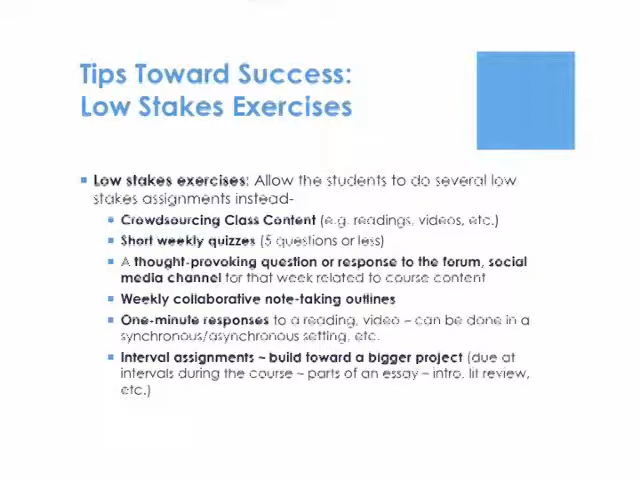 Tips Toward Success:
Low Stakes Exercises
Low stakes exercises: Allow the students to do several low
stakes assignments instead-
Crowdsourcing Class Content (e.g. readings, videos, etc.)
Short weekly quizzes (5 questions or less)
A thought-provoking question or response to the forum, social
media channel for that week related to course content
Weekly collaborative note-taking outlines
One-minute responses to a reading, video – can be done in a
synchronous/asynchronous setting, etc.
Interval assignments – build toward a bigger project (due at
intervals during the course – parts of an essay – intro, lit review,
etc.)